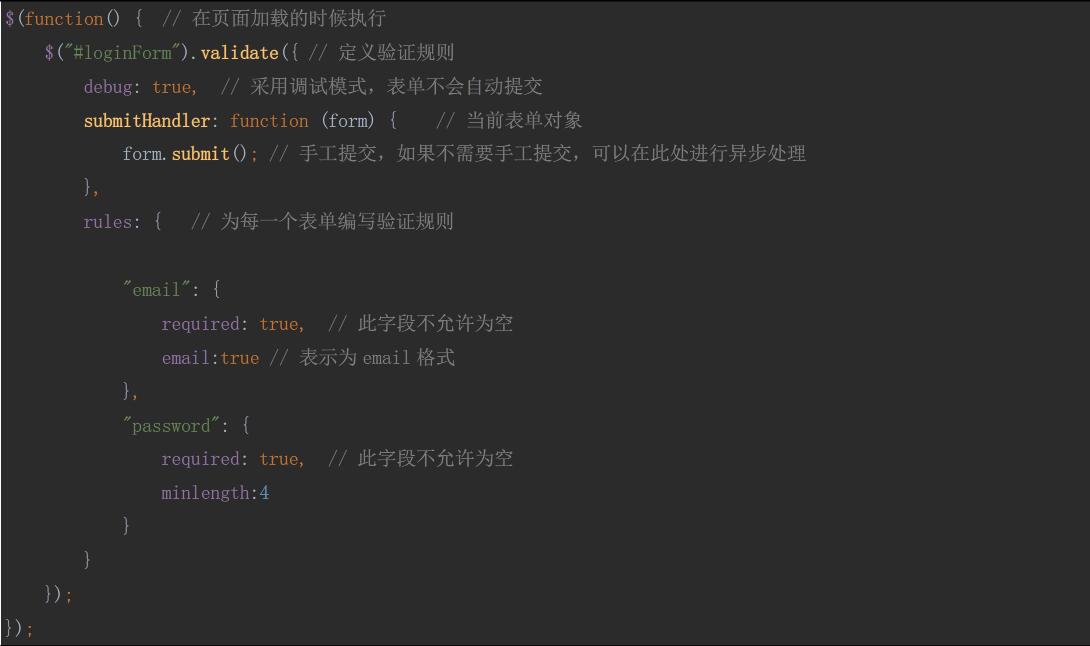 $(function() {  // 在页面加载的时候执行
    $("#loginForm").validate({ // 定义验证规则
        debug: true,  // 采用调试模式，表单不会自动提交
        submitHandler: function (form) {    // 当前表单对象
            form.submit(); // 手工提交，如果不需要手工提交，可以在此处进行异步处理
        },
        rules: {   // 为每一个表单编写验证规则
            "email": {
                required: true,  // 此字段不允许为空
                email:true // 表示为 email 格式
            },
            "password": {
                required: true,  // 此字段不允许为空
                minlength:4
            }
        }
    });
});